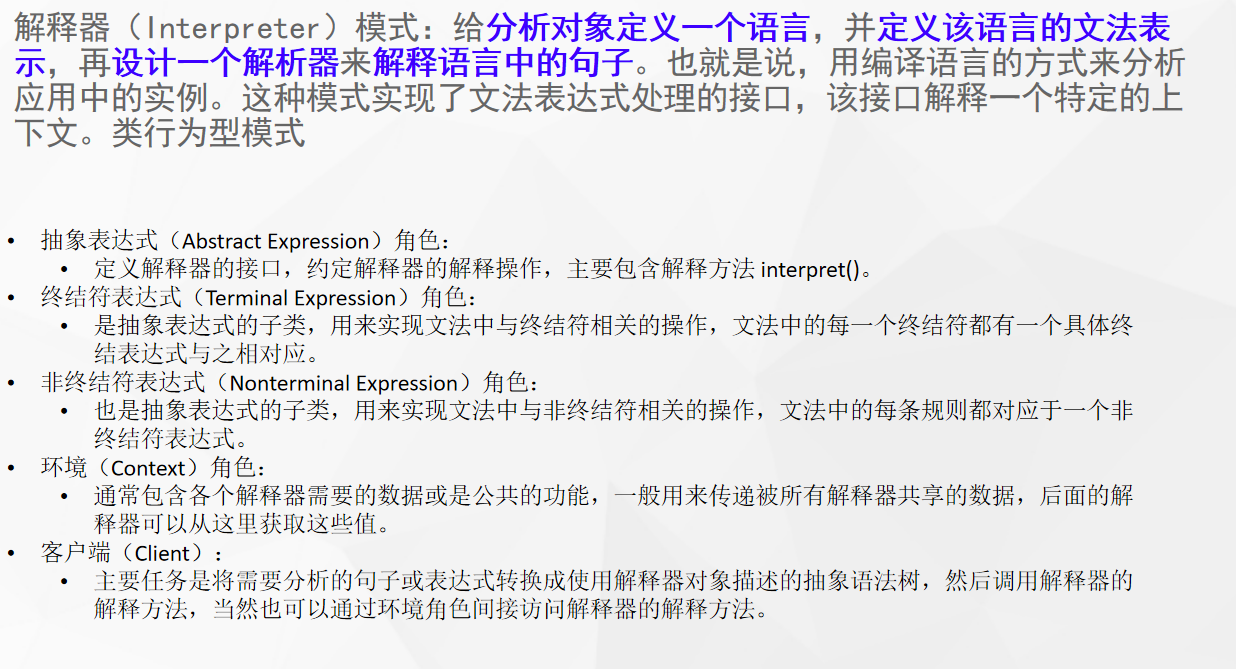 解释器（Interpreter）模式：给分析对象定义一个语言，并定义该语言的文法表
示，再设计一个解析器来解释语言中的句子。也就是说，用编译语言的方式来分析
应用中的实例。这种模式实现了文法表达式处理的接口，该接口解释一个特定的上
下文。类行为型模式
• 抽象表达式（Abstract Expression）角色：
• 定义解释器的接口，约定解释器的解释操作，主要包含解释方法 interpret()。
• 终结符表达式（Terminal Expression）角色：
• 是抽象表达式的子类，用来实现文法中与终结符相关的操作，文法中的每一个终结符都有一个具体终
结表达式与之相对应。
• 非终结符表达式（Nonterminal Expression）角色：
• 也是抽象表达式的子类，用来实现文法中与非终结符相关的操作，文法中的每条规则都对应于一个非
终结符表达式。
• 环境（Context）角色：
• 通常包含各个解释器需要的数据或是公共的功能，一般用来传递被所有解释器共享的数据，后面的解
释器可以从这里获取这些值。
• 客户端（Client）：
• 主要任务是将需要分析的句子或表达式转换成使用解释器对象描述的抽象语法树，然后调用解释器的
解释方法，当然也可以通过环境角色间接访问解释器的解释方法。